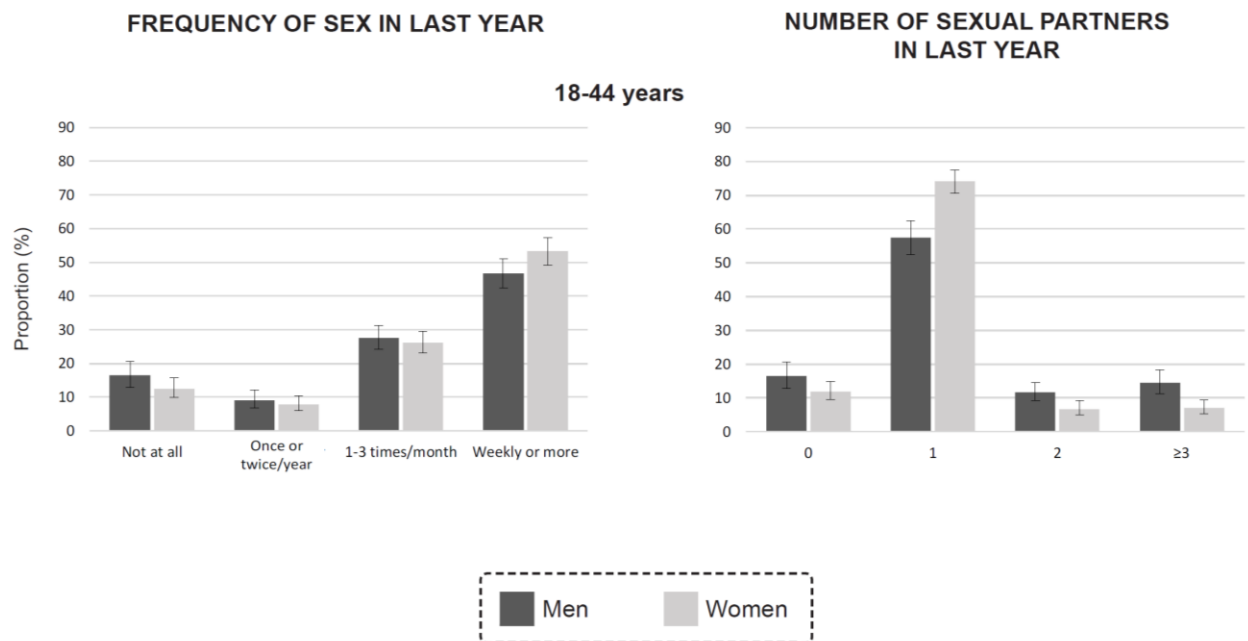 FREQUENCY OF SEX IN LAST YEAR
NUMBER OF SEXUAL PARTNERS
IN LAST YEAR
18-44 years
Proportion (%)
90
80
70
60
50
40
30
20
10
0
Not at all
Once or
twice/year
1-3 times/month
Weekly or more
90
80
70
60
50
40
30
20
10
0
0
1
2
≥3
Men
Women